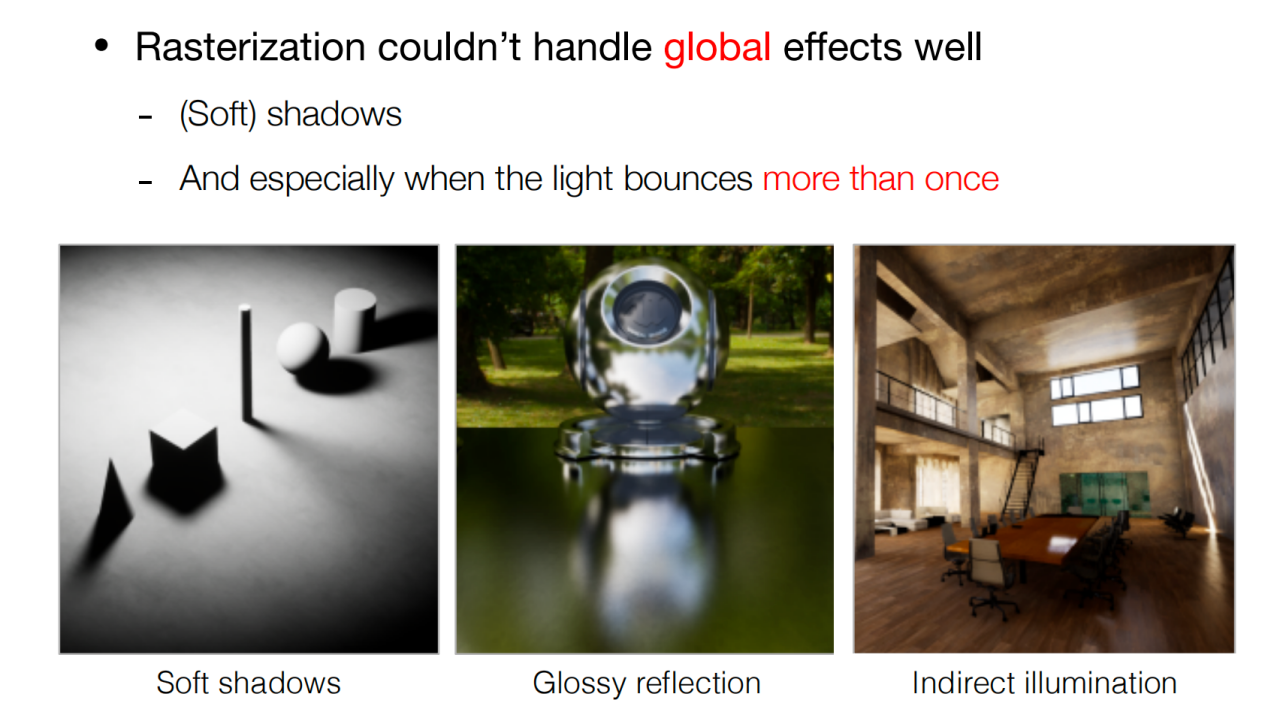 • Rasterization couldn’t handle global effects well
- (Soft) shadows
- And especially when the light bounces more than once
Soft shadows
Glossy reflection
Indirect illumination